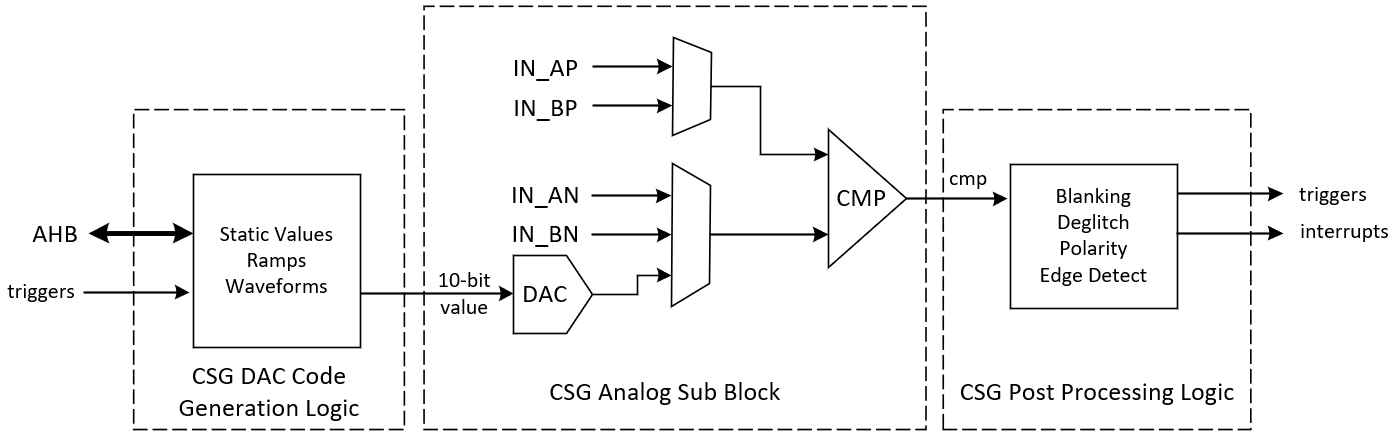 AHB
triggers
Static Values
Ramps
Waveforms
CSG DAC Code
Generation Logic
IN_AP
IN_BP
IN_AN
IN_BN
10-bit
value
DAC
CMP
CSG Analog Sub Block
cmp
Blanking
Deglitch
Polarity
Edge Detect
CSG Post Processing Logic
triggers
interrupts